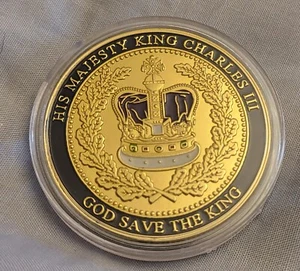 HIS MAJESTY KING CHARLES III
GOD SAVE THE KING